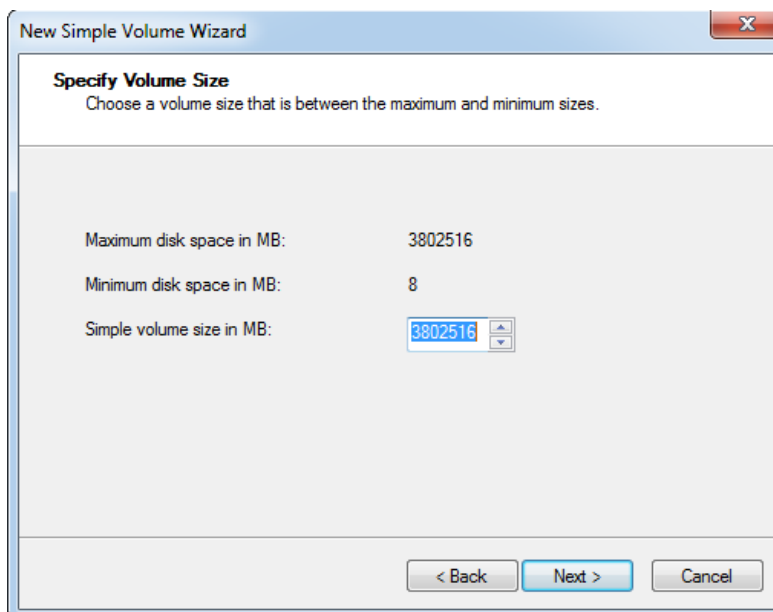 New Simple Volume Wizard
Specify Volume Size
Choose a volume size that is between the maximum and minimum sizes.
Maximum disk space in MB: 3802516
Minimum disk space in MB: 8
Simple volume size in MB: 3802516
< Back Next > Cancel